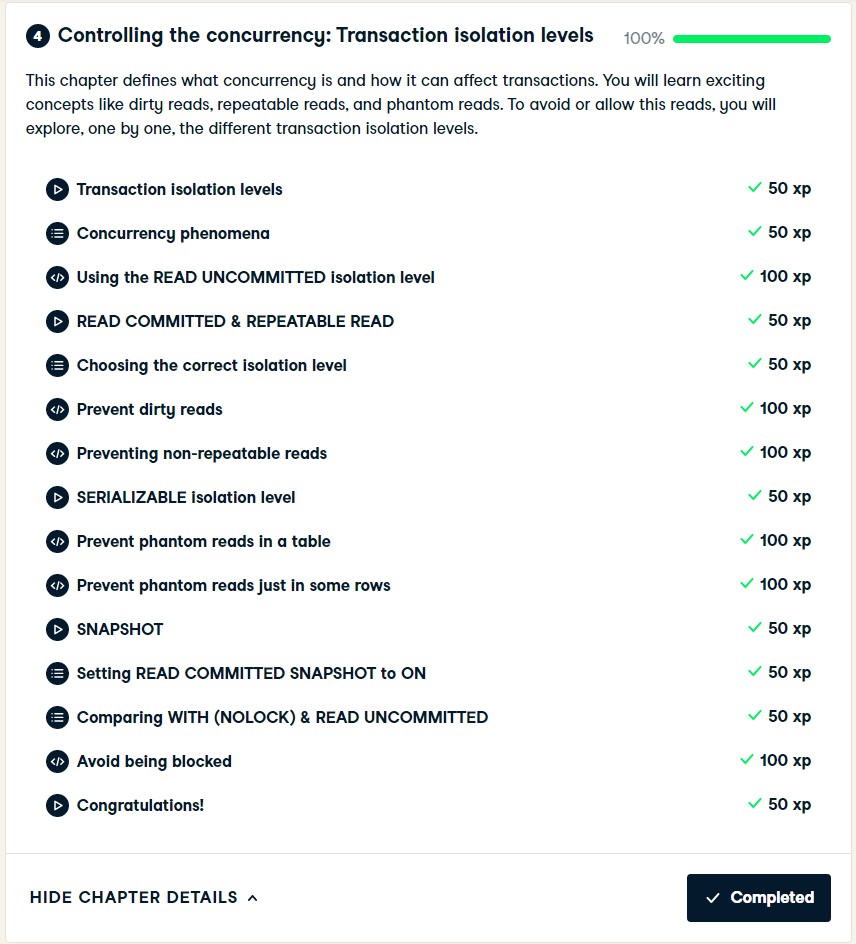 4 Controlling the concurrency: Transaction isolation levels 100%
This chapter defines what concurrency is and how it can affect transactions. You will learn exciting
concepts like dirty reads, repeatable reads, and phantom reads. To avoid or allow this reads, you will
explore, one by one, the different transaction isolation levels.
Transaction isolation levels 50 xp
Concurrency phenomena 50 xp
Using the READ UNCOMMITTED isolation level 100 xp
READ COMMITTED & REPEATABLE READ 50 xp
Choosing the correct isolation level 50 xp
Prevent dirty reads 100 xp
Preventing non-repeatable reads 100 xp
SERIALIZABLE isolation level 50 xp
Prevent phantom reads in a table 100 xp
Prevent phantom reads just in some rows 100 xp
SNAPSHOT 50 xp
Setting READ COMMITTED SNAPSHOT to ON 50 xp
Comparing WITH (NOLOCK) & READ UNCOMMITTED 50 xp
Avoid being blocked 100 xp
Congratulations! 50 xp
HIDE CHAPTER DETAILS Completed